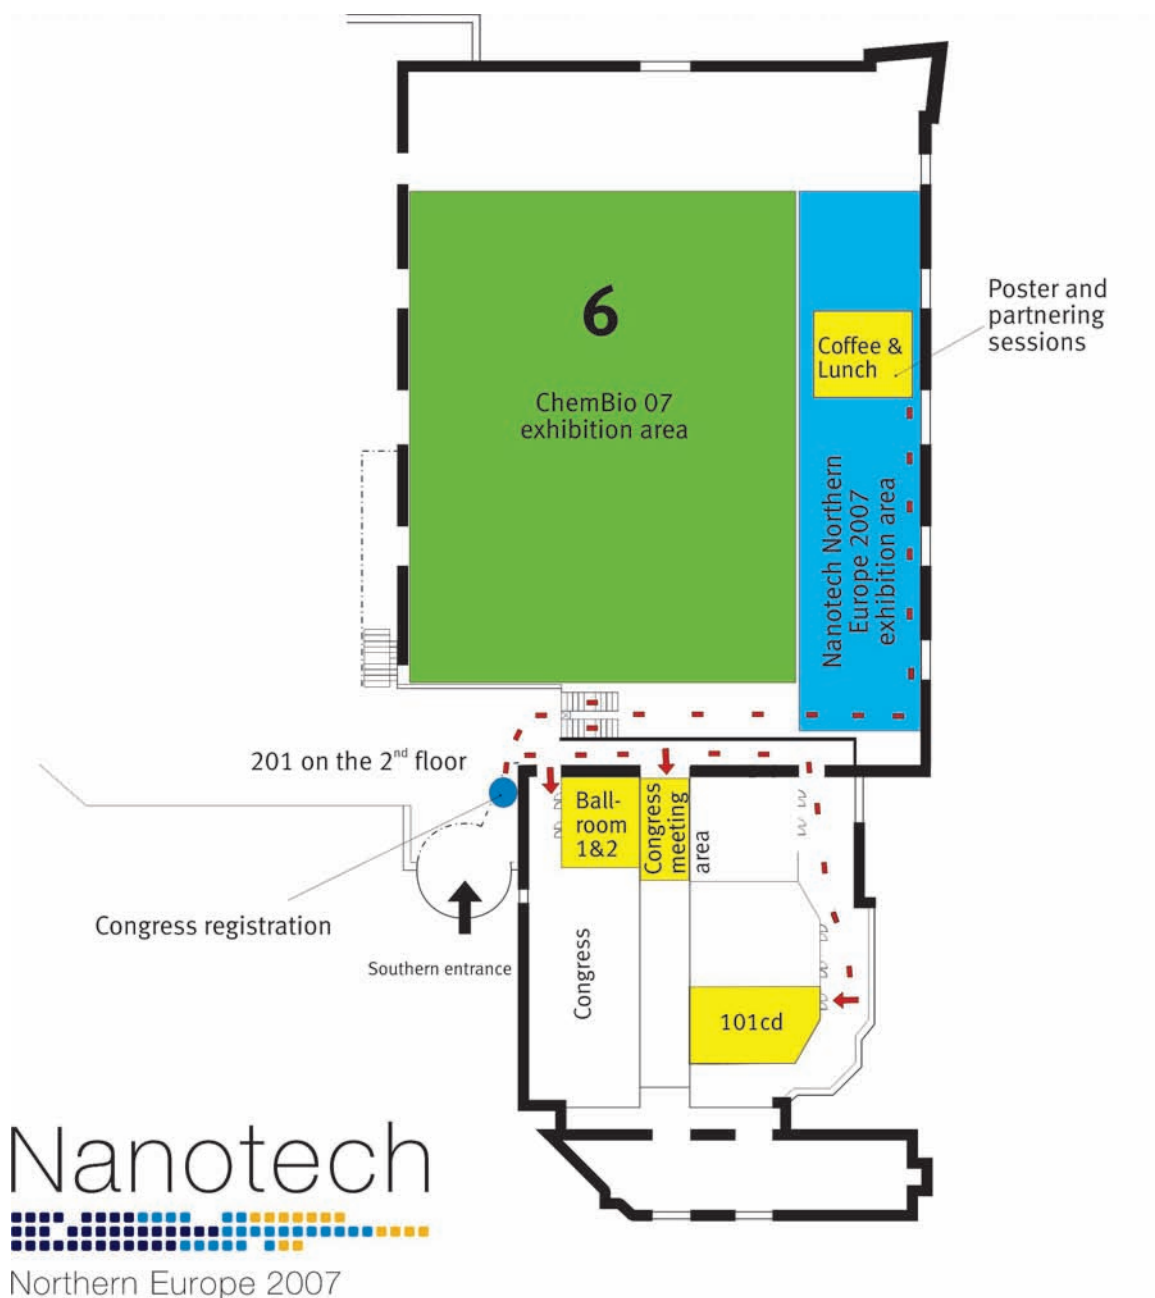 6
ChemBio 07
exhibition area
Poster and
partnering
sessions
Coffee &
Lunch
Nanotech Northern
Europe 2007
exhibition area
201 on the 2nd floor
Ball-
room
1&2
Congress
meeting
area
Congress registration
Southern entrance
Congress
101cd
Nanotech
Northern Europe 2007